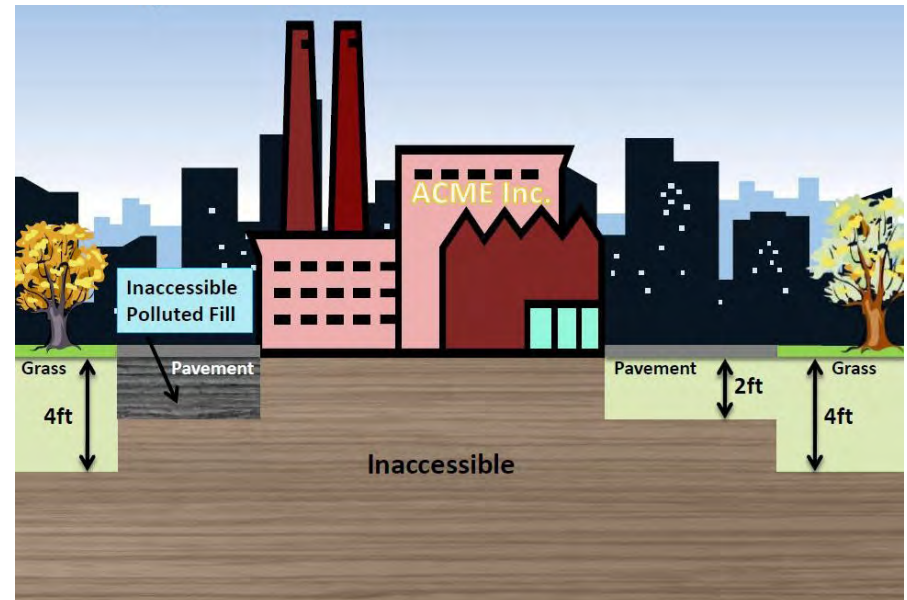 ACME Inc.
Inaccessible
Polluted Fill
Grass
Pavement
Pavement
Grass
4ft
2ft
4ft
Inaccessible